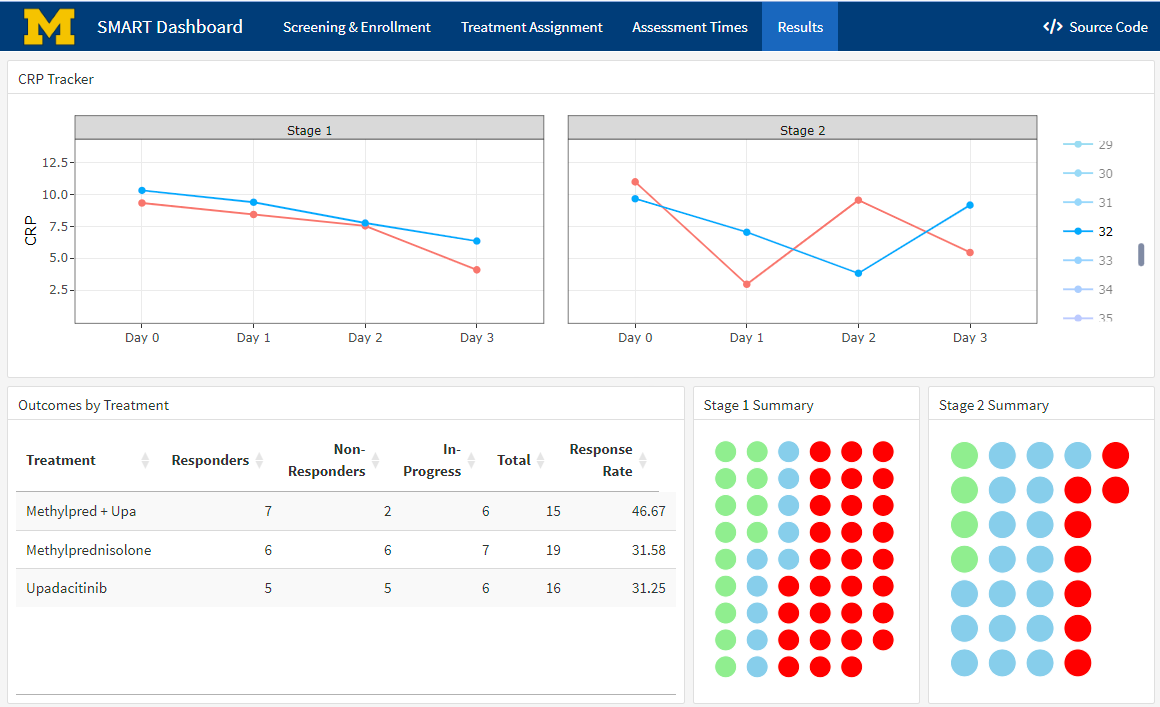 M SMART Dashboard Screening & Enrollment Treatment Assignment Assessment Times Results </> Source Code
CRP Tracker
Stage 1 Stage 2
CRP
12.5
10.0
7.5
5.0
2.5
Day 0 Day 1 Day 2 Day 3 Day 0 Day 1 Day 2 Day 3
29
30
31
32
33
34
35
Outcomes by Treatment
Treatment Responders Non-Responders In-Progress Total Response Rate
Methylpred + Upa 7 2 6 15 46.67
Methylprednisolone 6 6 7 19 31.58
Upadacitinib 5 5 6 16 31.25
Stage 1 Summary
Stage 2 Summary